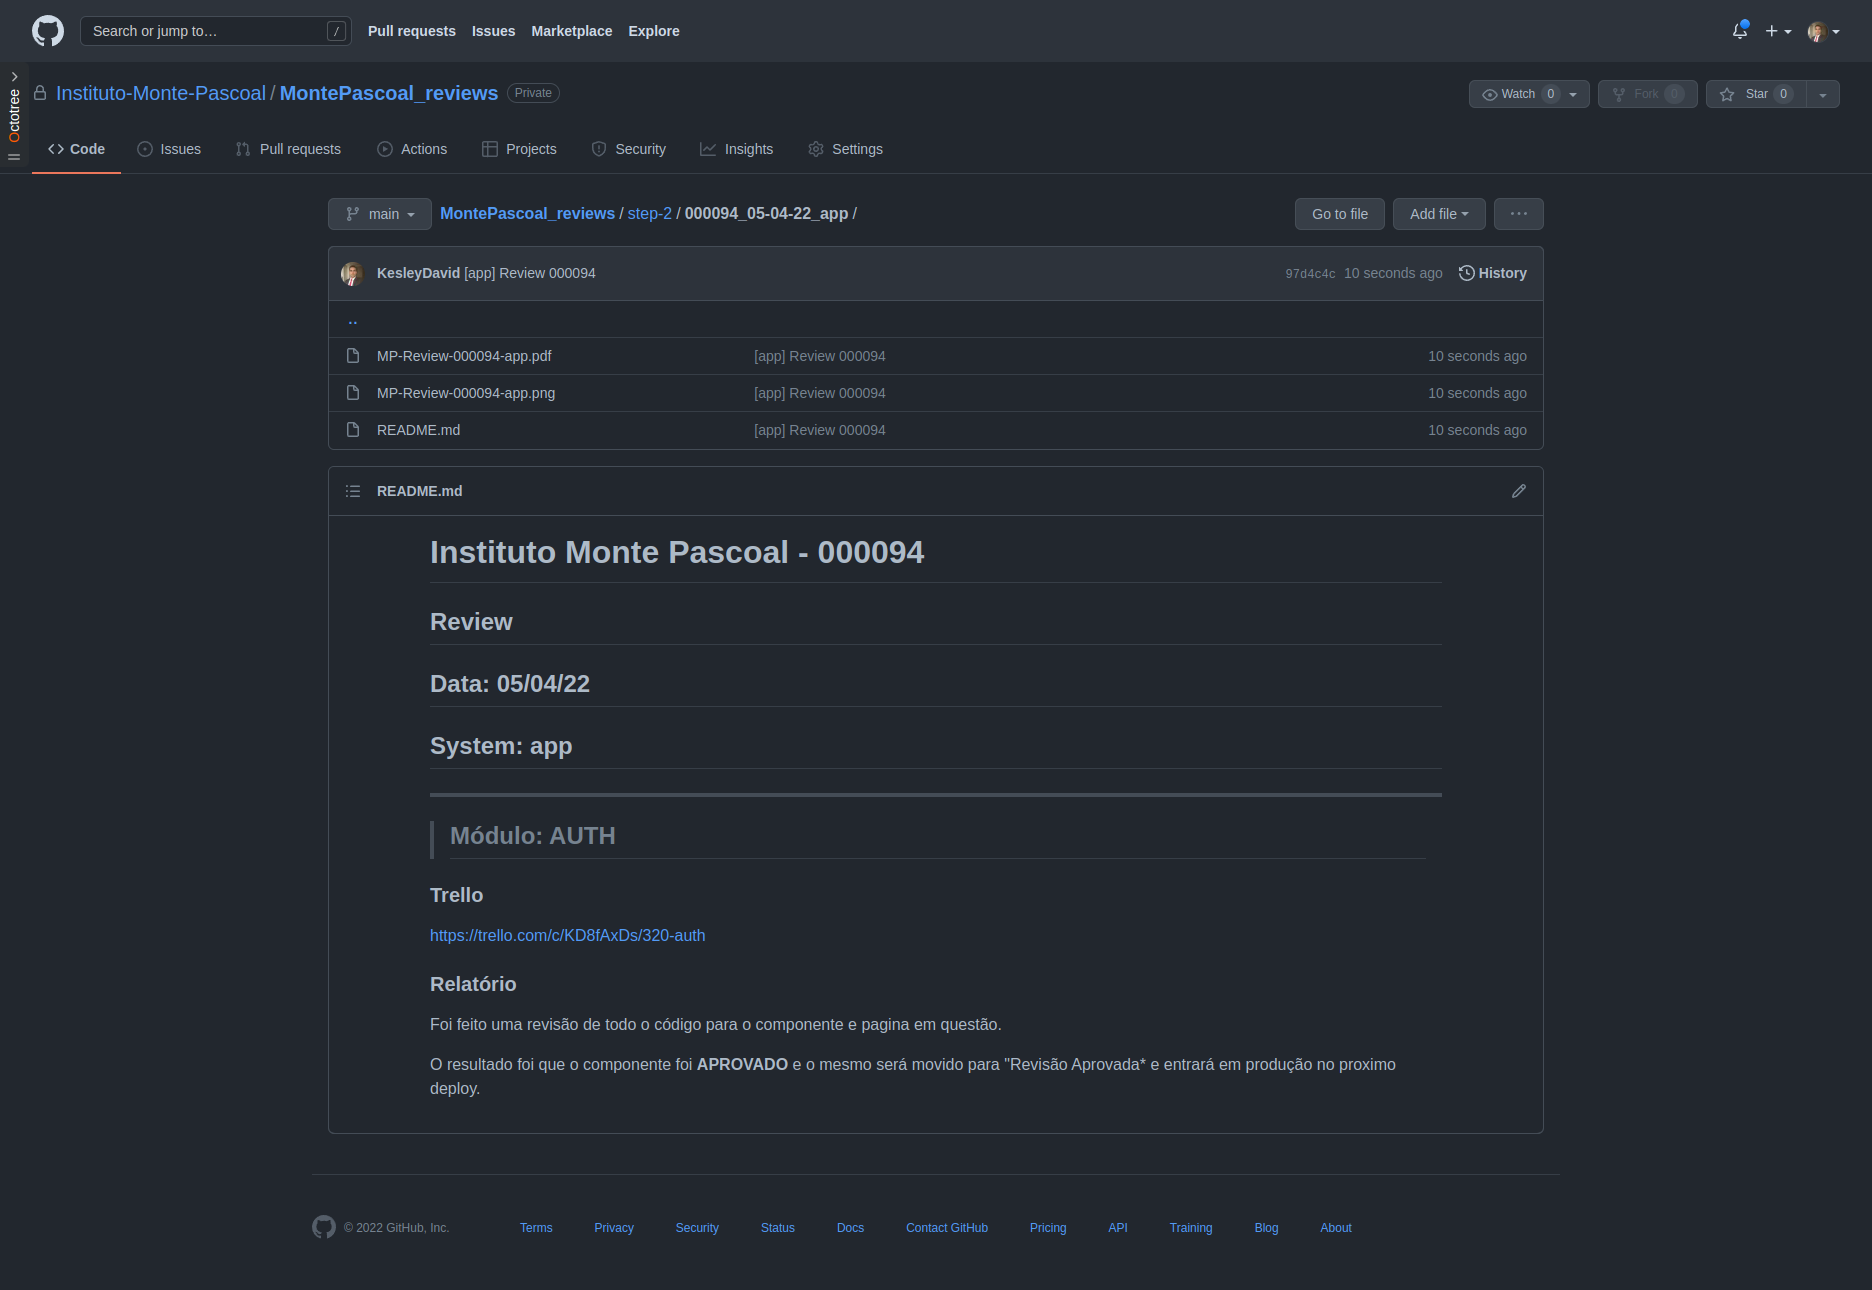 Search or jump to… /
Pull requests Issues Marketplace Explore
Octotree
Instituto-Monte-Pascoal / MontePascoal_reviews Private
Watch 0 Fork 0 Star 0
Code Issues Pull requests Actions Projects Security Insights Settings
main MontePascoal_reviews / step-2 / 000094_05-04-22_app /
Go to file Add file ...
KesleyDavid [app] Review 000094 97d4c4c 10 seconds ago History
..
MP-Review-000094-app.pdf [app] Review 000094 10 seconds ago
MP-Review-000094-app.png [app] Review 000094 10 seconds ago
README.md [app] Review 000094 10 seconds ago
README.md
Instituto Monte Pascoal - 000094
Review
Data: 05/04/22
System: app
Módulo: AUTH
Trello
https://trello.com/c/KD8fAxDs/320-auth
Relatório
Foi feito uma revisão de todo o código para o componente e pagina em questão.
O resultado foi que o componente foi APROVADO e o mesmo será movido para "Revisão Aprovada* e entrará em produção no proximo
deploy.
© 2022 GitHub, Inc. Terms Privacy Security Status Docs Contact GitHub Pricing API Training Blog About